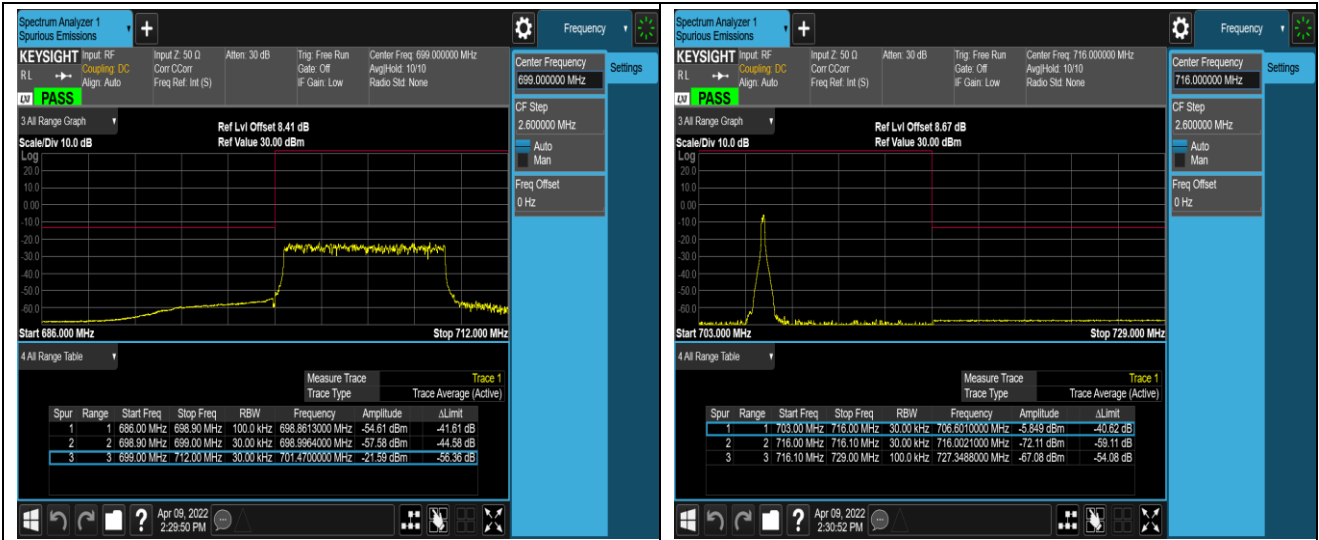 Spectrum Analyzer 1
Spurious Emissions
+
Frequency
KEYSIGHT Input: RF Input Z: 50 Ω Atten: 30 dB Trig: Free Run Center Freq: 699.000000 MHz
Coupling: DC Corr CCorr Gate: Off Avg|Hold: 10/10
RL Align: Auto Freq Ref: Int (S) IF Gain: Low Radio Std: None
LXI PASS
Center Frequency
699.000000 MHz
Settings
CF Step
2.600000 MHz
Auto
Man
Freq Offset
0 Hz
3 All Range Graph
Ref Lvl Offset 8.41 dB
Scale/Div 10.0 dB Ref Value 30.00 dBm
Log
20.0
10.0
0.00
-10.0
-20.0
-30.0
-40.0
-50.0
-60.0
Start 686.000 MHz Stop 712.000 MHz
4 All Range Table
Measure Trace Trace 1
Trace Type Trace Average (Active)
Spur Range Start Freq Stop Freq RBW Frequency Amplitude ΔLimit
1 1 686.00 MHz 698.90 MHz 100.0 kHz 698.8613000 MHz -54.61 dBm -41.61 dB
2 2 698.90 MHz 699.00 MHz 30.00 kHz 698.9964000 MHz -57.58 dBm -44.58 dB
3 3 699.00 MHz 712.00 MHz 30.00 kHz 701.4700000 MHz -21.59 dBm -56.36 dB
?
Apr 09, 2022
2:29:50 PM
Spectrum Analyzer 1
Spurious Emissions
+
Frequency
KEYSIGHT Input: RF Input Z: 50 Ω Atten: 30 dB Trig: Free Run Center Freq: 716.000000 MHz
Coupling: DC Corr CCorr Gate: Off Avg|Hold: 10/10
RL Align: Auto Freq Ref: Int (S) IF Gain: Low Radio Std: None
LXI PASS
Center Frequency
716.000000 MHz
Settings
CF Step
2.600000 MHz
Auto
Man
Freq Offset
0 Hz
3 All Range Graph
Ref Lvl Offset 8.67 dB
Scale/Div 10.0 dB Ref Value 30.00 dBm
Log
20.0
10.0
0.00
-10.0
-20.0
-30.0
-40.0
-50.0
-60.0
Start 703.000 MHz Stop 729.000 MHz
4 All Range Table
Measure Trace Trace 1
Trace Type Trace Average (Active)
Spur Range Start Freq Stop Freq RBW Frequency Amplitude ΔLimit
1 1 703.00 MHz 716.00 MHz 30.00 kHz 706.6010000 MHz -5.849 dBm -40.62 dB
2 2 716.00 MHz 716.10 MHz 30.00 kHz 716.0021000 MHz -72.11 dBm -59.11 dB
3 3 716.10 MHz 729.00 MHz 100.0 kHz 727.3488000 MHz -67.08 dBm -54.08 dB
?
Apr 09, 2022
2:30:52 PM